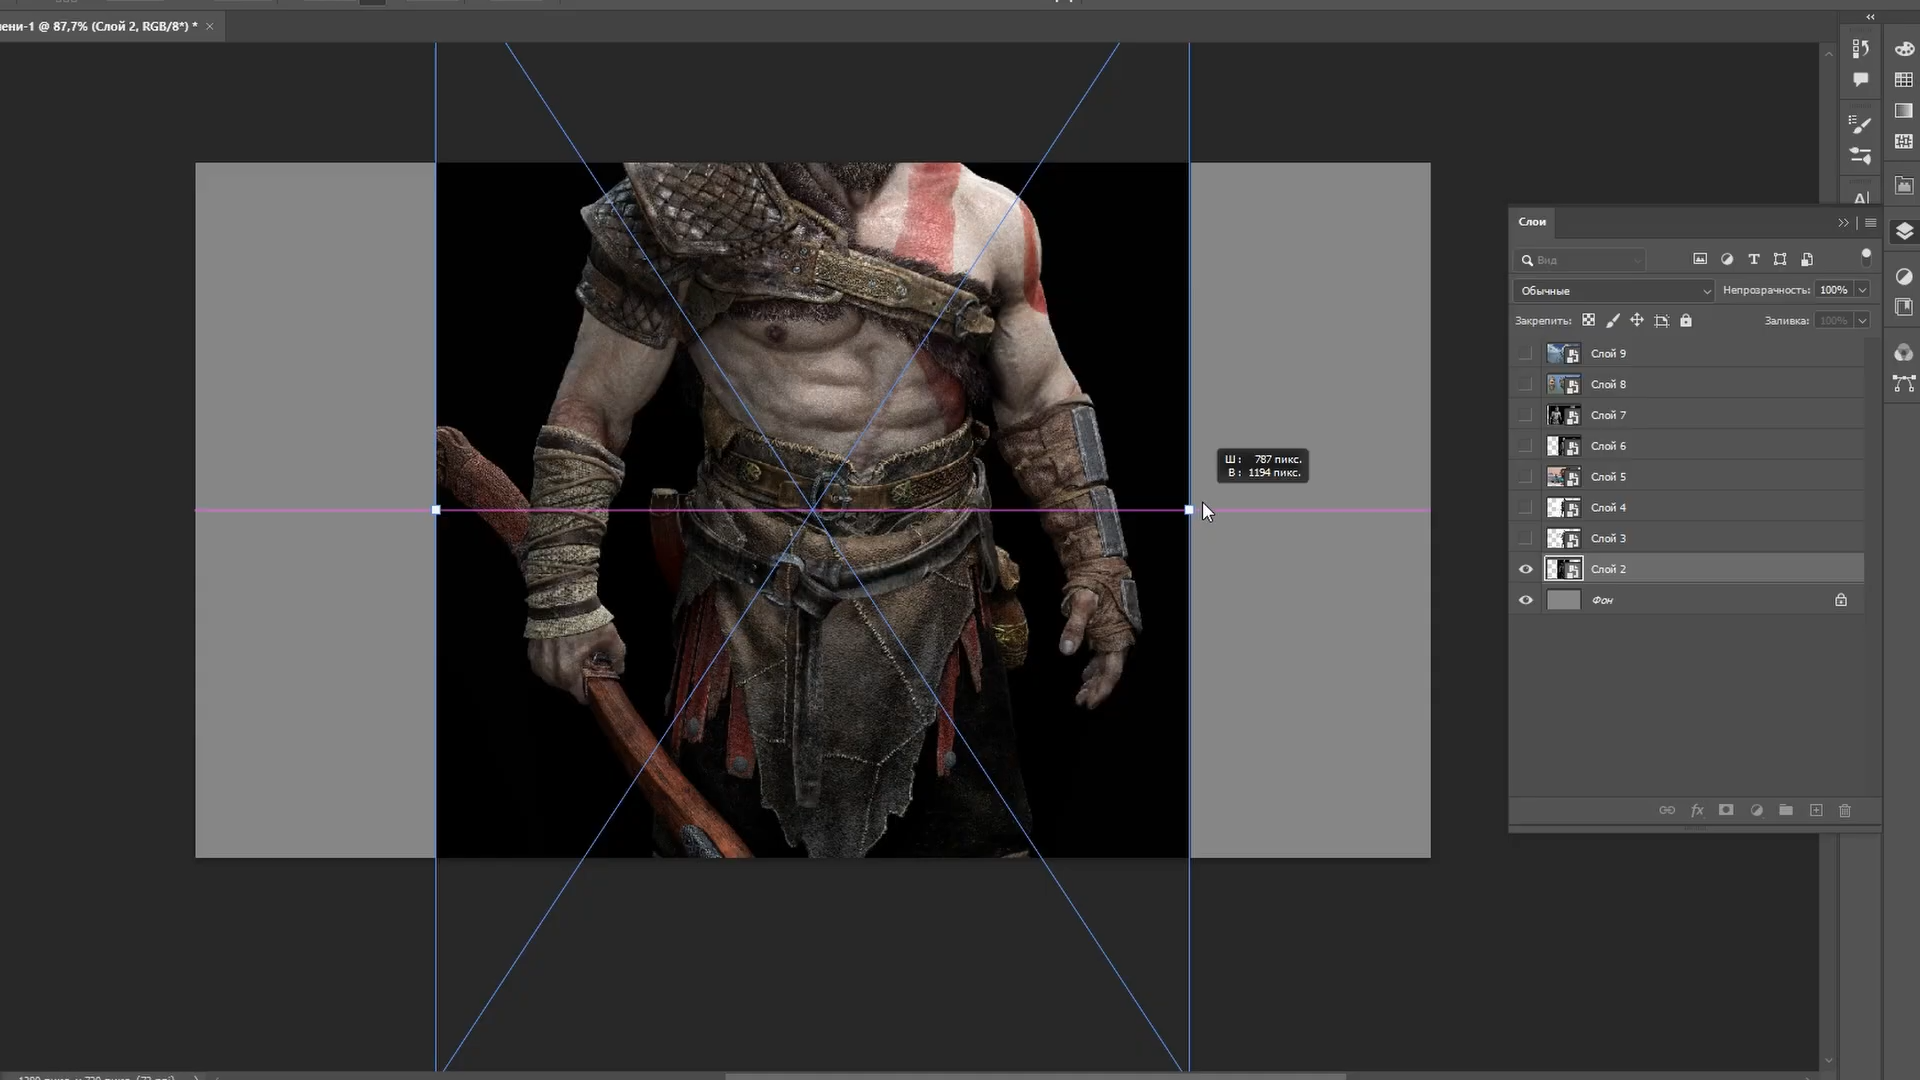 ени-1 @ 87,7% (Слой 2, RGB/8*) *
Слои
Вид
Обычные
Непрозрачность: 100%
Закрепить:
Заливка: 100%
Слой 9
Слой 8
Слой 7
Слой 6
Слой 5
Слой 4
Слой 3
Слой 2
Фон
Ш : 787 пикс.
В : 1194 пикс.